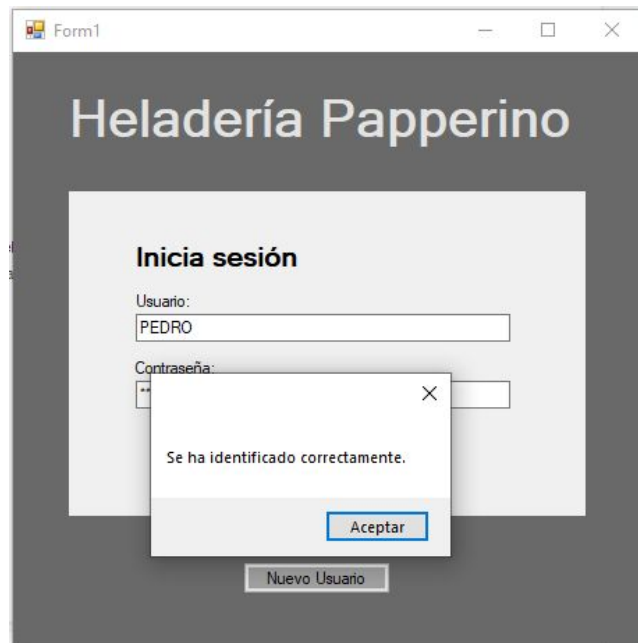 Form1
Heladería Papperino
Inicia sesión
Usuario:
PEDRO
Contraseña:
**
Se ha identificado correctamente.
Aceptar
Nuevo Usuario